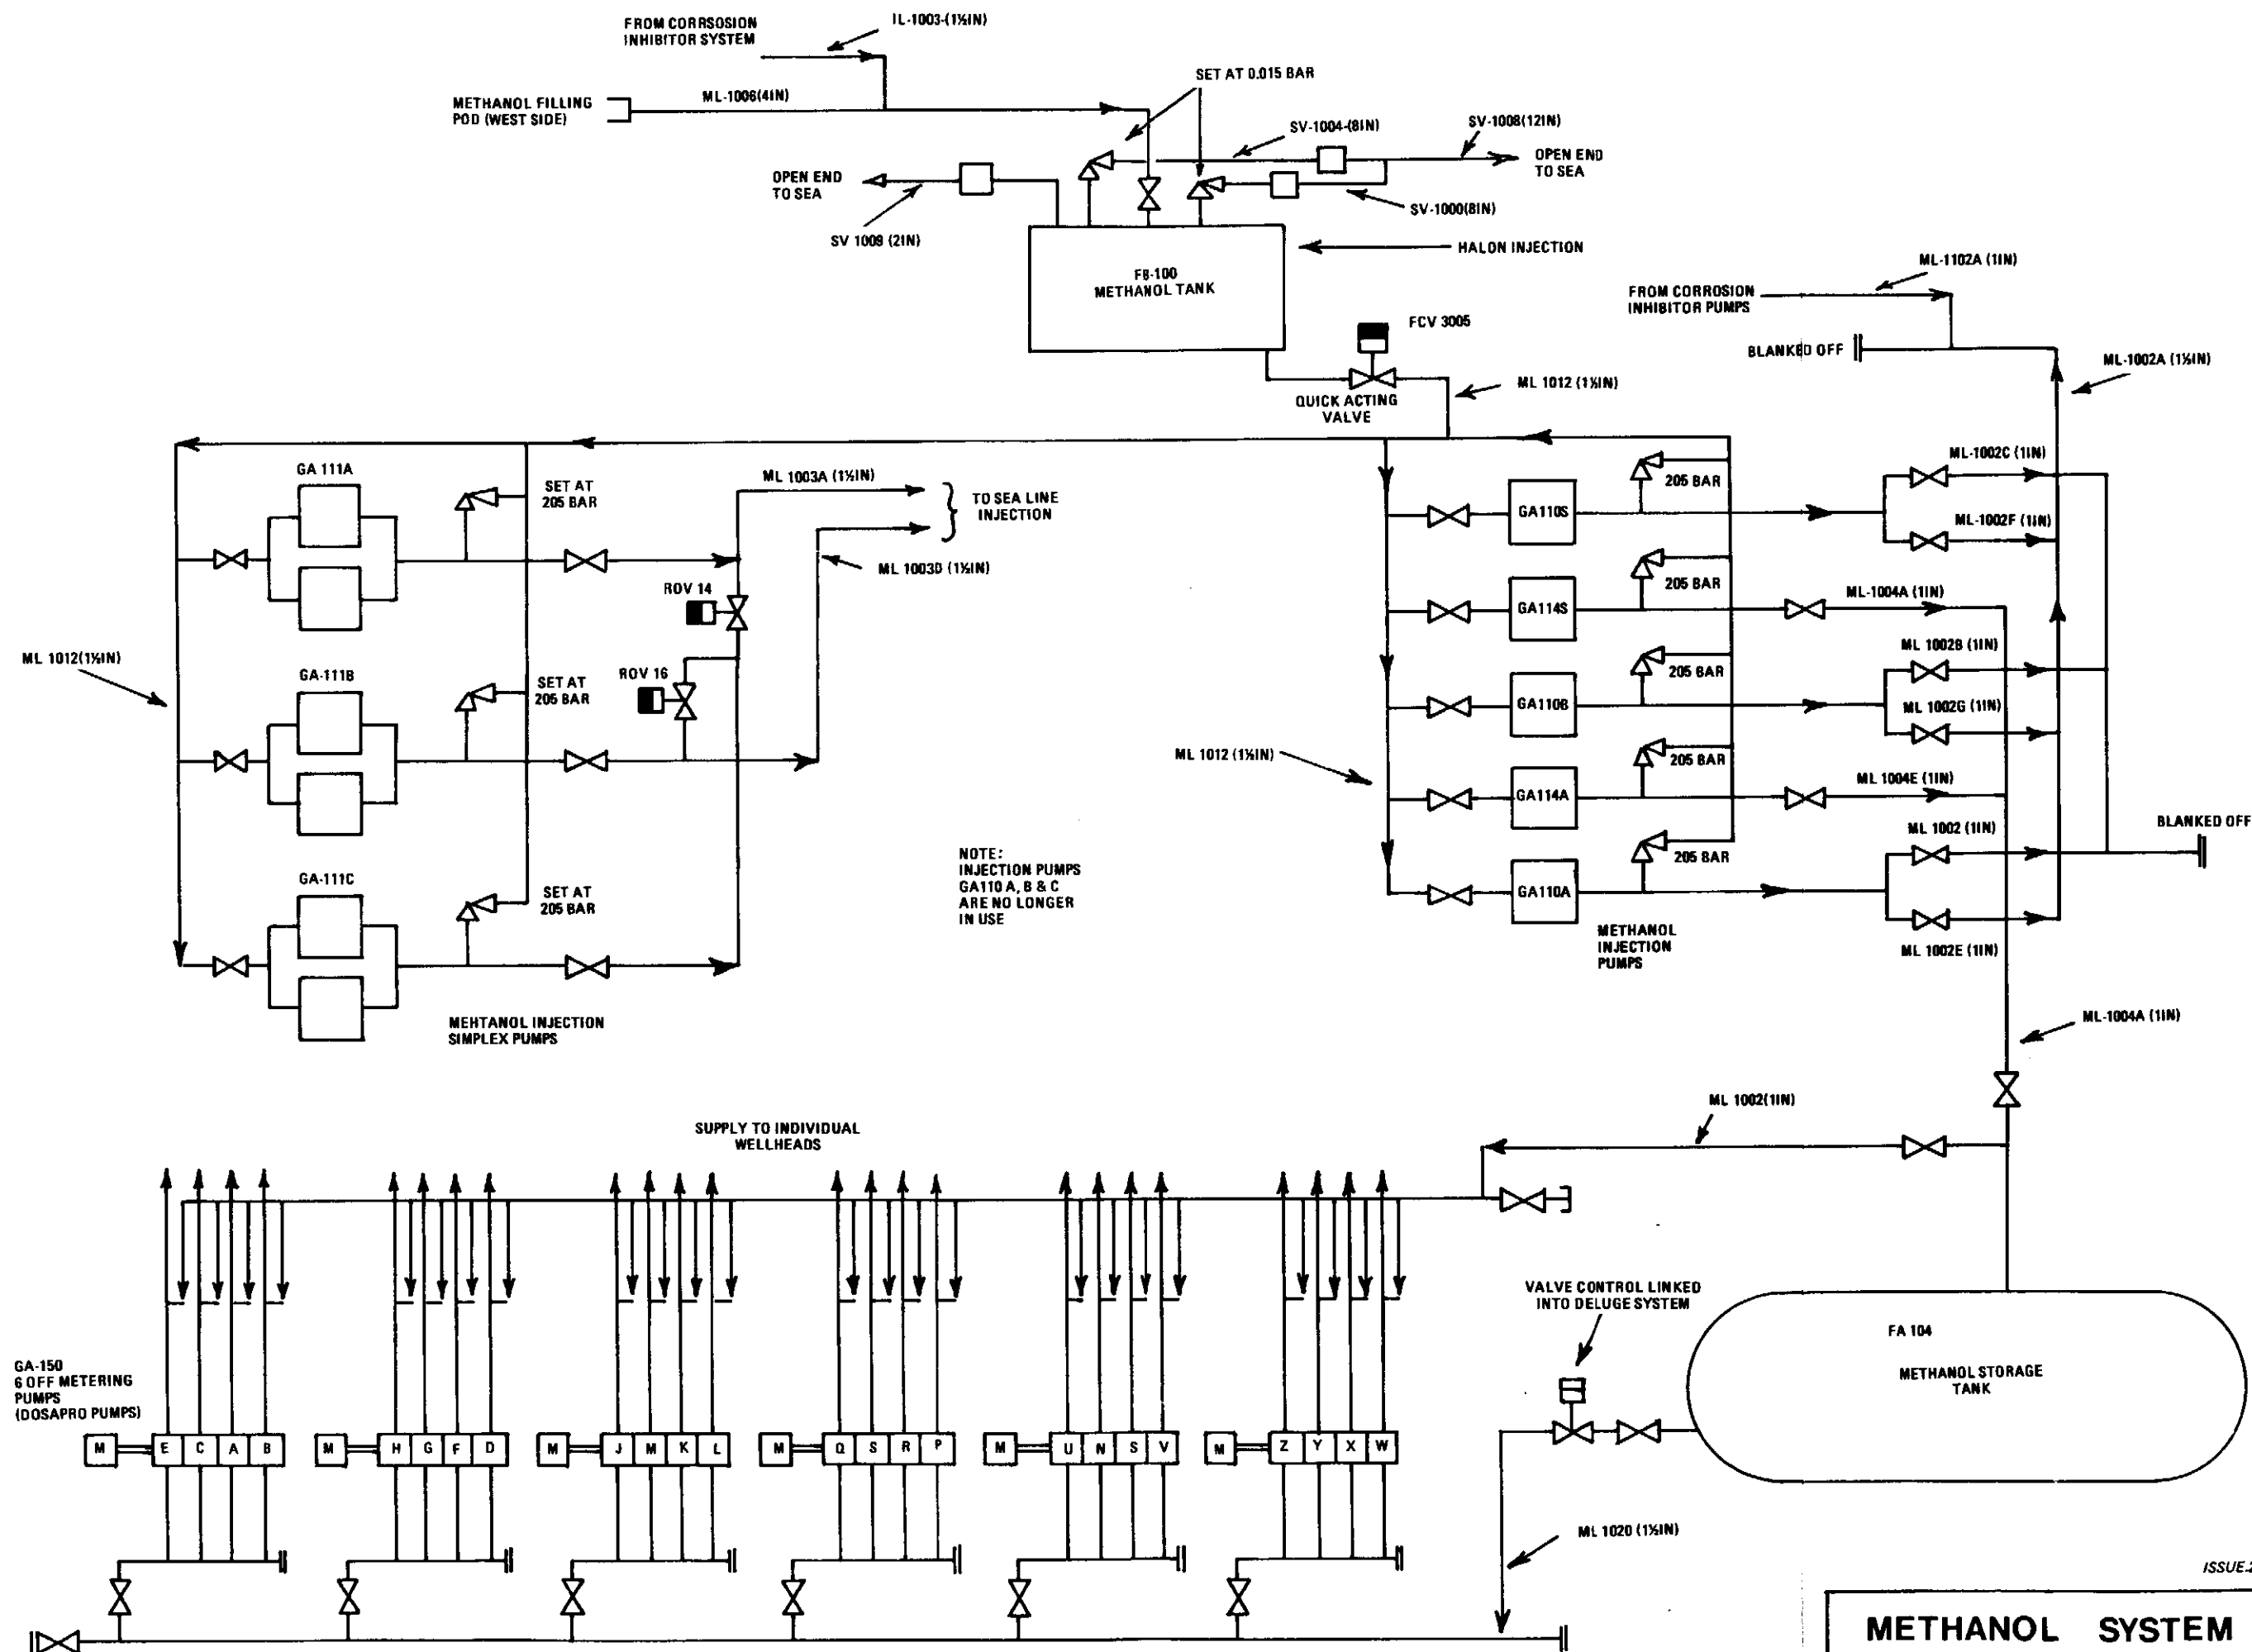 FROM CORRSOSION
INHIBITOR SYSTEM
IL-1003-(1½IN)
METHANOL FILLING
POD (WEST SIDE)
ML-1006(4IN)
SET AT 0.015 BAR
SV-1004-(8IN)
SV-1008(12IN)
OPEN END
TO SEA
OPEN END
TO SEA
SV 1009 (2IN)
SV-1000(8IN)
HALON INJECTION
FB-100
METHANOL TANK
FCV 3005
QUICK ACTING
VALVE
ML 1012 (1½IN)
FROM CORROSION
INHIBITOR PUMPS
ML-1102A (1IN)
BLANKED OFF
ML-1002A (1½IN)
GA 111A
SET AT
205 BAR
ML 1003A (1½IN)
TO SEA LINE
INJECTION
ML 1003D (1½IN)
ROV 14
ML 1012(1½IN)
GA-111B
SET AT
205 BAR
ROV 16
GA-111C
SET AT
205 BAR
MEHTANOL INJECTION
SIMPLEX PUMPS
NOTE:
INJECTION PUMPS
GA110 A, B & C
ARE NO LONGER
IN USE
ML 1012 (1½IN)
GA110S
205 BAR
ML-1002C (1IN)
ML-1002F (1IN)
GA114S
205 BAR
ML-1004A (1IN)
GA110B
205 BAR
ML 1002B (1IN)
ML 1002G (1IN)
GA114A
205 BAR
ML 1004E (1IN)
GA110A
205 BAR
ML 1002 (1IN)
ML 1002E (1IN)
BLANKED OFF
METHANOL
INJECTION
PUMPS
ML-1004A (1IN)
ML 1002(1IN)
SUPPLY TO INDIVIDUAL
WELLHEADS
VALVE CONTROL LINKED
INTO DELUGE SYSTEM
FA 104
METHANOL STORAGE
TANK
GA-150
6 OFF METERING
PUMPS
(DOSAPRO PUMPS)
M E C A B
M H G F D
M J M K L
M Q S R P
M U N S V
M Z Y X W
ML 1020 (1½IN)
ISSUE.2
METHANOL SYSTEM